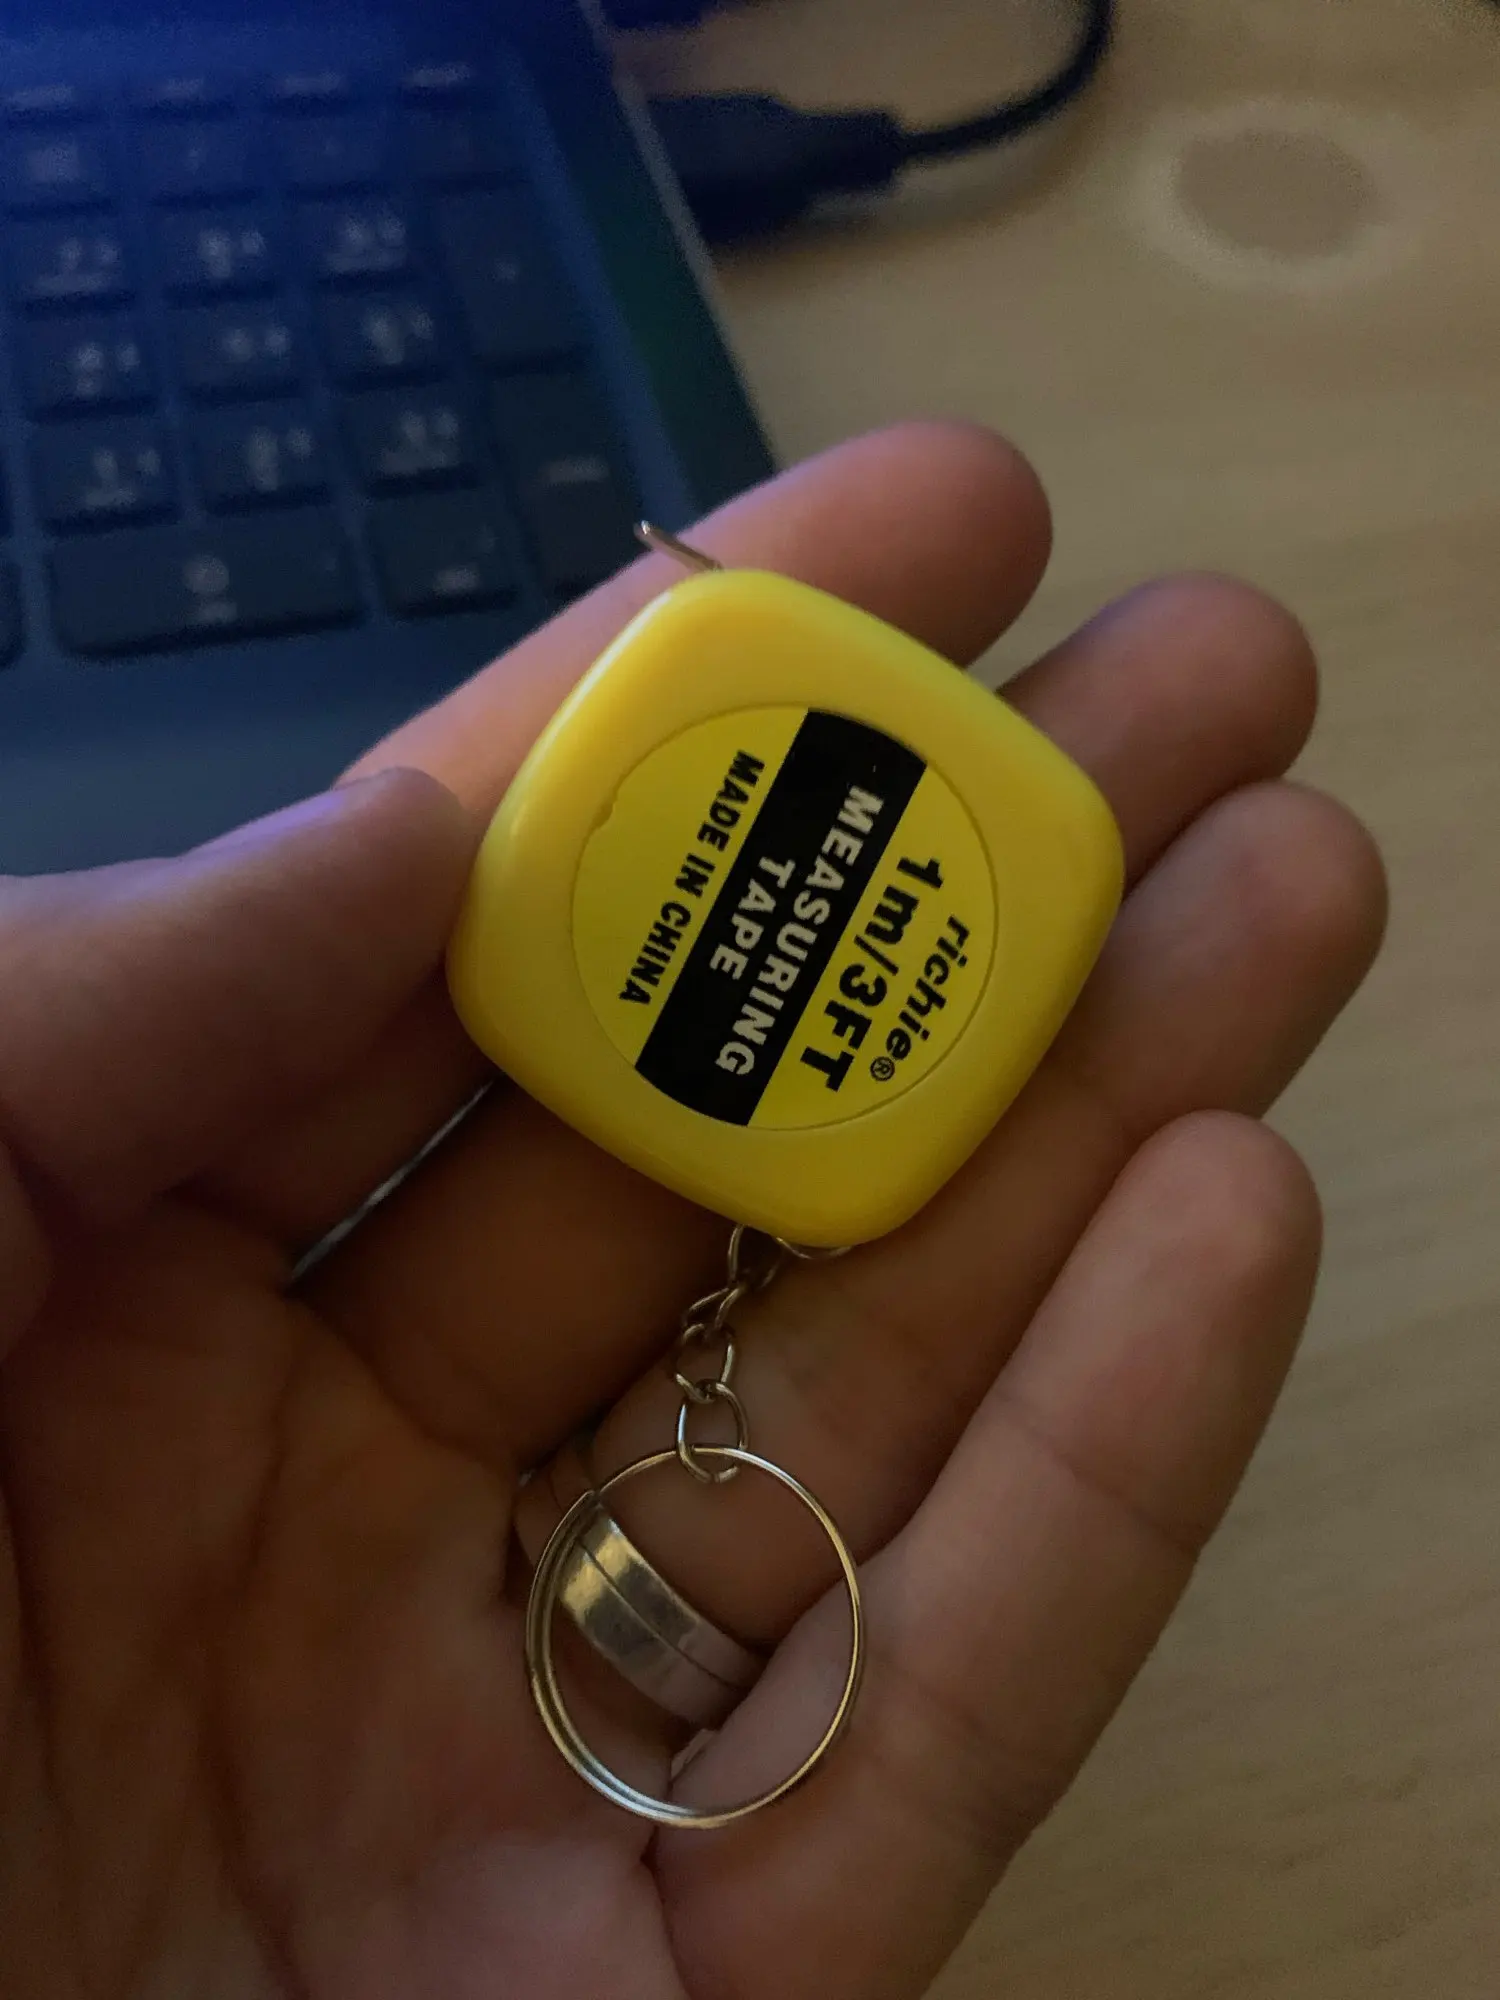 richie®
1m/3FT
MEASURING
TAPE
MADE IN CHINA